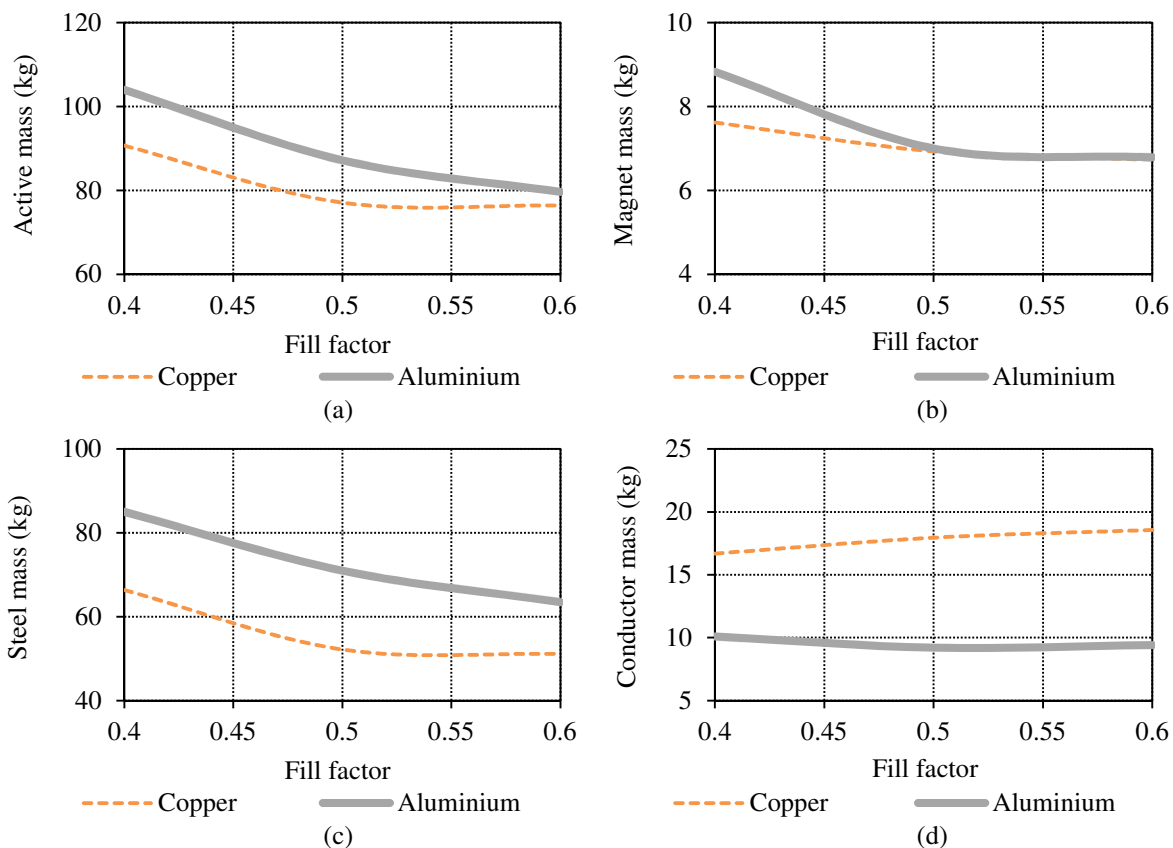 120
100
80
60
Active mass (kg)
0.4 0.45 0.5 0.55 0.6
Fill factor
Copper Aluminium
(a)
10
8
6
4
Magnet mass (kg)
0.4 0.45 0.5 0.55 0.6
Fill factor
Copper Aluminium
(b)
100
80
60
40
Steel mass (kg)
0.4 0.45 0.5 0.55 0.6
Fill factor
Copper Aluminium
(c)
25
20
15
10
5
Conductor mass (kg)
0.4 0.45 0.5 0.55 0.6
Fill factor
Copper Aluminium
(d)